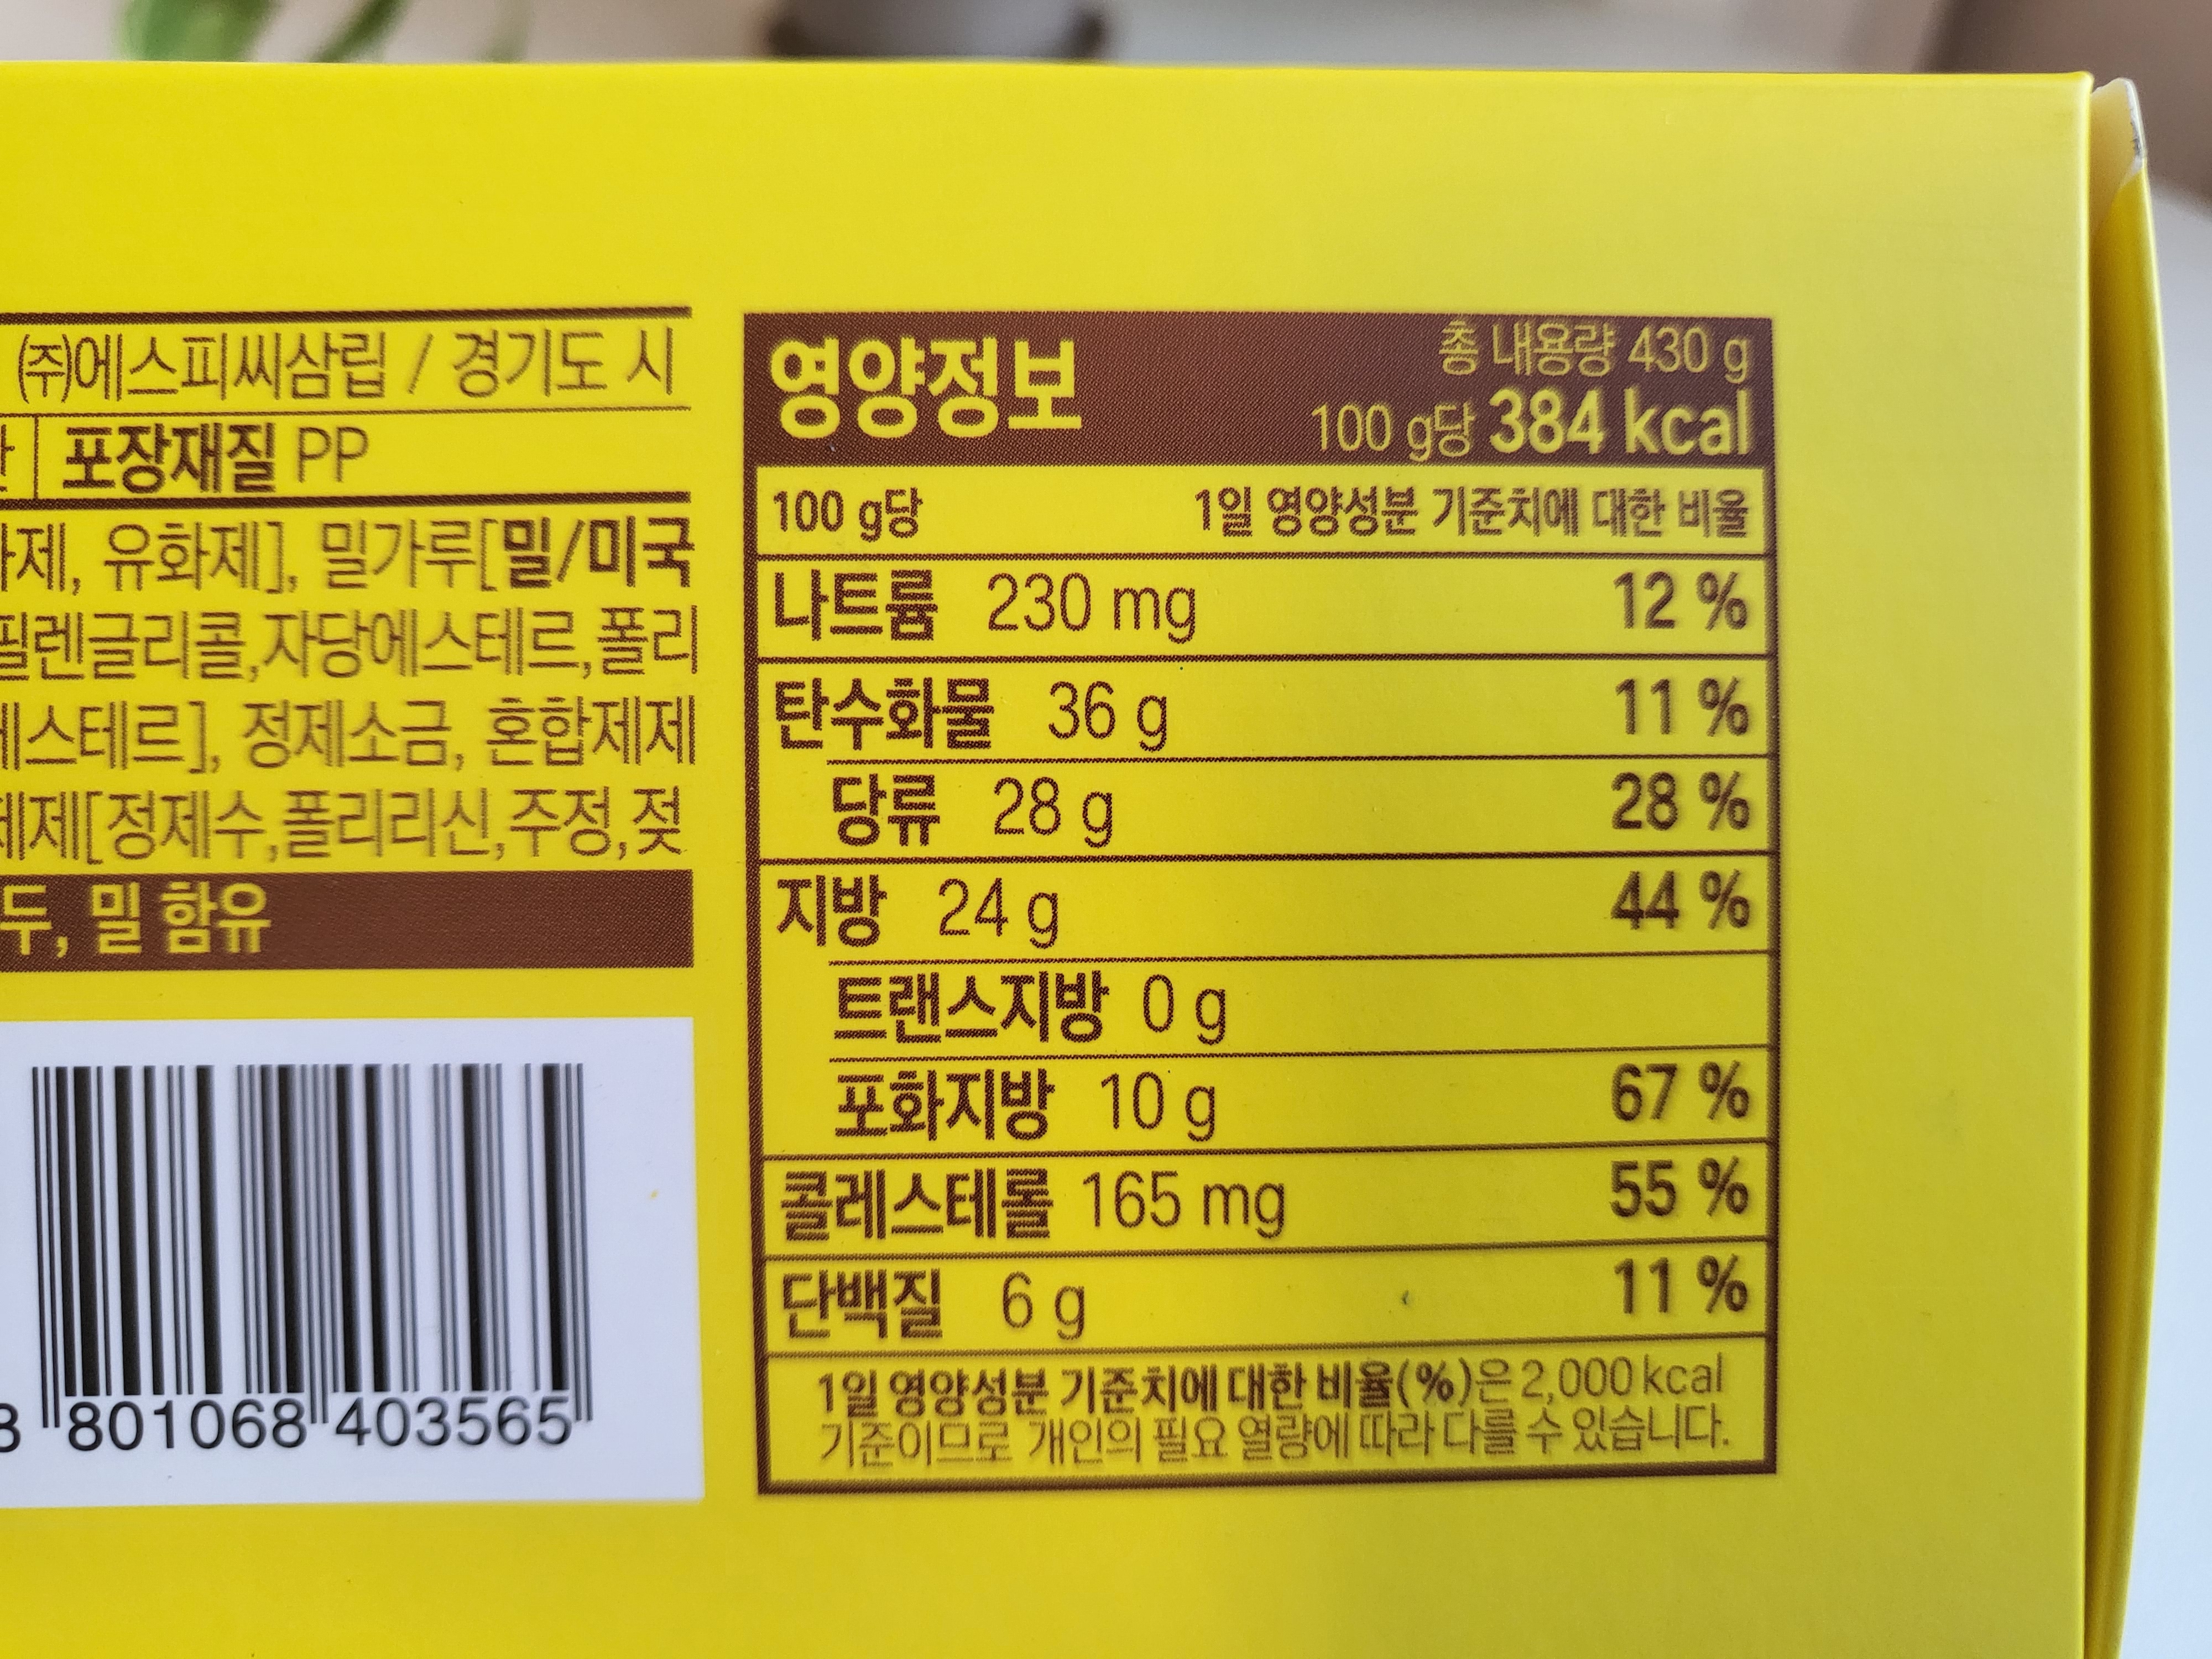 (주)에스피씨삼립 / 경기도 시
포장재질 PP
제, 유화제], 밀가루[밀/미국
필렌글리콜,자당에스테르,폴리
에스테르], 정제소금, 혼합제제
제제[정제수,폴리리신,주정,젖
두, 밀 함유
8 801068 403565
영양정보
총 내용량 430 g
100 g당 384 kcal
100 g당 1일 영양성분 기준치에 대한 비율
나트륨 230 mg 12 %
탄수화물 36 g 11 %
당류 28 g 28 %
지방 24 g 44 %
트랜스지방 0 g
포화지방 10 g 67 %
콜레스테롤 165 mg 55 %
단백질 6 g 11 %
1일 영양성분 기준치에 대한 비율(%)은 2,000 kcal
기준이므로 개인의 필요 열량에 따라 다를 수 있습니다.